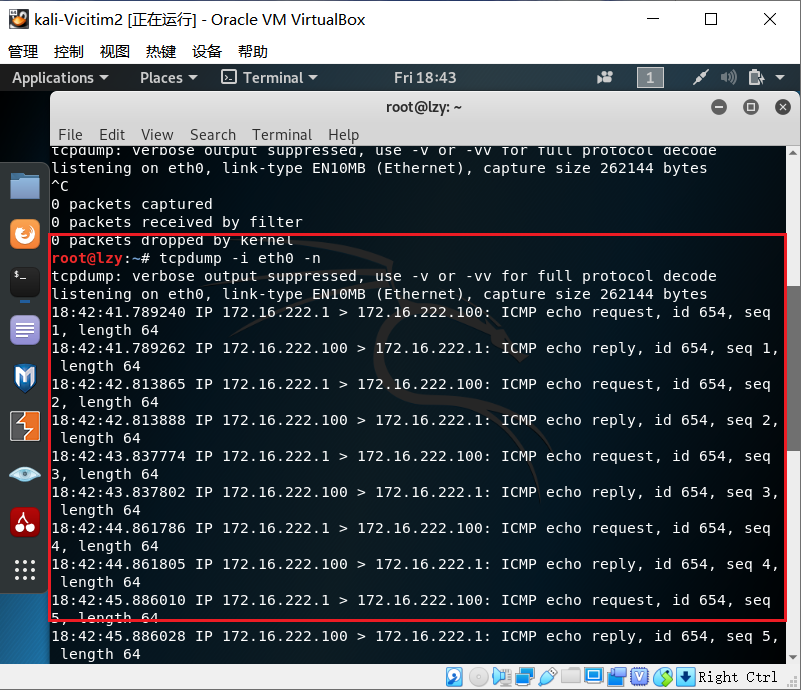 kali-Vicitim2 [正在运行] - Oracle VM VirtualBox
管理 控制 视图 热键 设备 帮助
Applications Places Terminal Fri 18:43 1
root@lzy: ~
File Edit View Search Terminal Help
tcpdump: verbose output suppressed, use -v or -vv for full protocol decode
listening on eth0, link-type EN10MB (Ethernet), capture size 262144 bytes
^C
0 packets captured
0 packets received by filter
0 packets dropped by kernel
root@lzy:~# tcpdump -i eth0 -n
tcpdump: verbose output suppressed, use -v or -vv for full protocol decode
listening on eth0, link-type EN10MB (Ethernet), capture size 262144 bytes
18:42:41.789240 IP 172.16.222.1 > 172.16.222.100: ICMP echo request, id 654, seq
1, length 64
18:42:41.789262 IP 172.16.222.100 > 172.16.222.1: ICMP echo reply, id 654, seq 1,
length 64
18:42:42.813865 IP 172.16.222.1 > 172.16.222.100: ICMP echo request, id 654, seq
2, length 64
18:42:42.813888 IP 172.16.222.100 > 172.16.222.1: ICMP echo reply, id 654, seq 2,
length 64
18:42:43.837774 IP 172.16.222.1 > 172.16.222.100: ICMP echo request, id 654, seq
3, length 64
18:42:43.837802 IP 172.16.222.100 > 172.16.222.1: ICMP echo reply, id 654, seq 3,
length 64
18:42:44.861786 IP 172.16.222.1 > 172.16.222.100: ICMP echo request, id 654, seq
4, length 64
18:42:44.861805 IP 172.16.222.100 > 172.16.222.1: ICMP echo reply, id 654, seq 4,
length 64
18:42:45.886010 IP 172.16.222.1 > 172.16.222.100: ICMP echo request, id 654, seq
5, length 64
18:42:45.886028 IP 172.16.222.100 > 172.16.222.1: ICMP echo reply, id 654, seq 5,
length 64
Right Ctrl